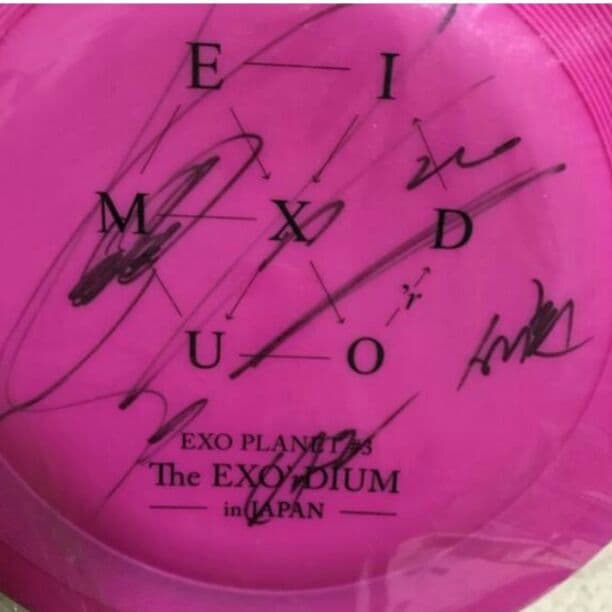 E I
M X D
'r
U O
EXO PLANET #3
The EXO'rDIUM
in JAPAN